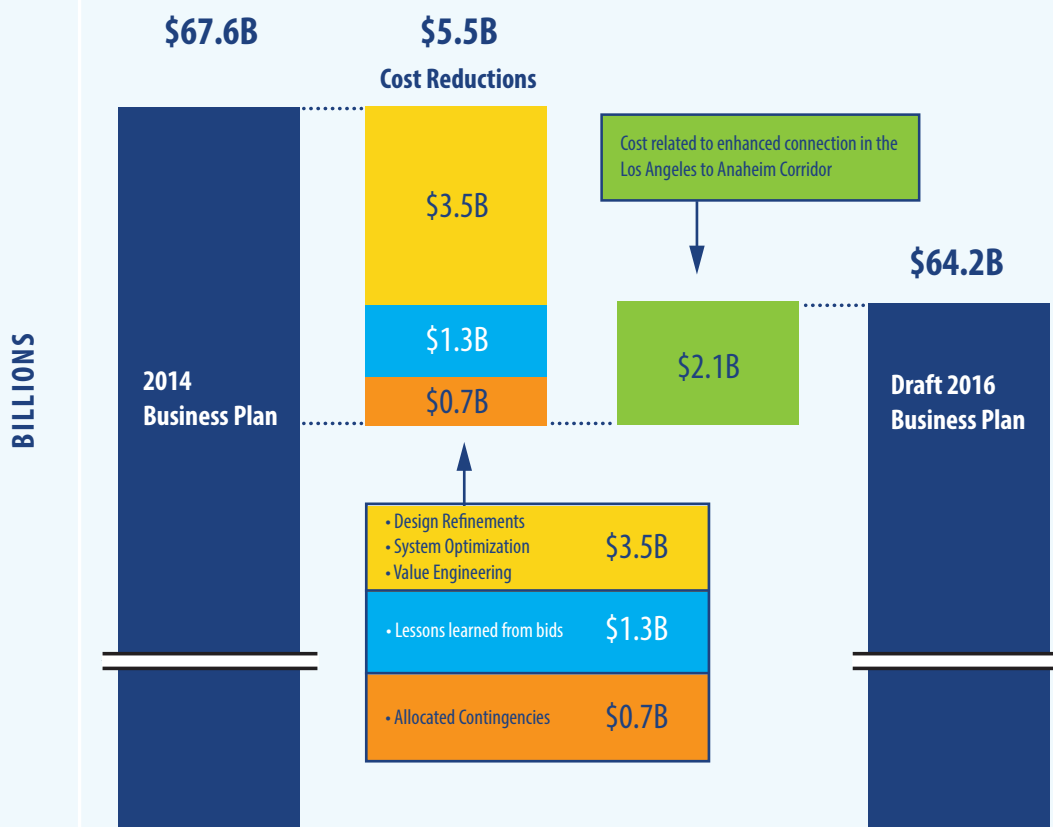 $67.6B
$5.5B
Cost Reductions
$3.5B
$1.3B
$0.7B
Cost related to enhanced connection in the
Los Angeles to Anaheim Corridor
$2.1B
$64.2B
BILLIONS
2014
Business Plan
Draft 2016
Business Plan
• Design Refinements
• System Optimization
• Value Engineering
$3.5B
• Lessons learned from bids
$1.3B
• Allocated Contingencies
$0.7B